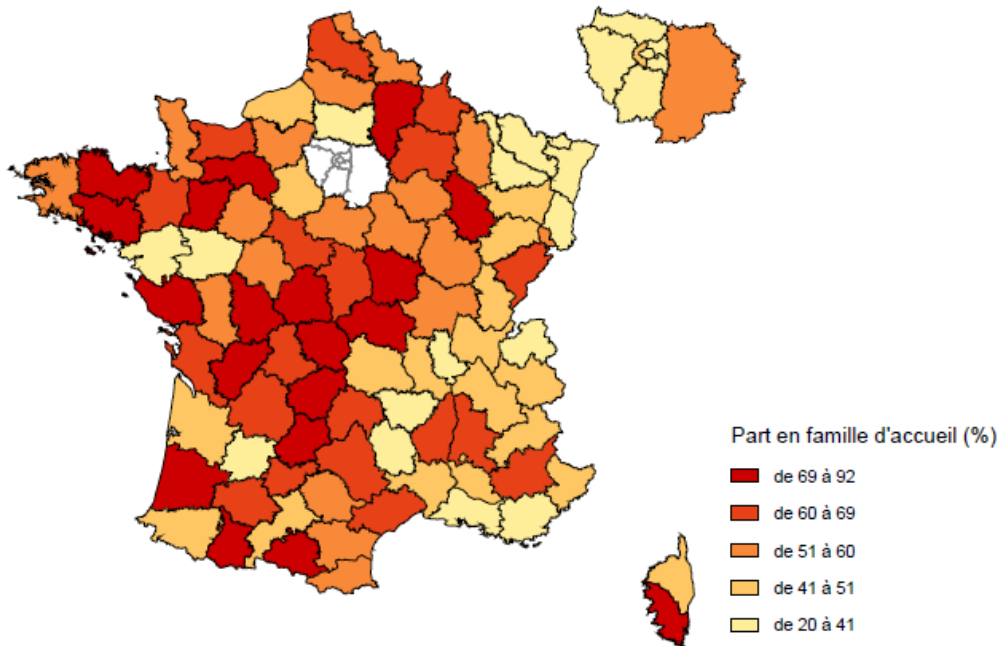 Part en famille d'accueil (%)
de 69 à 92
de 60 à 69
de 51 à 60
de 41 à 51
de 20 à 41